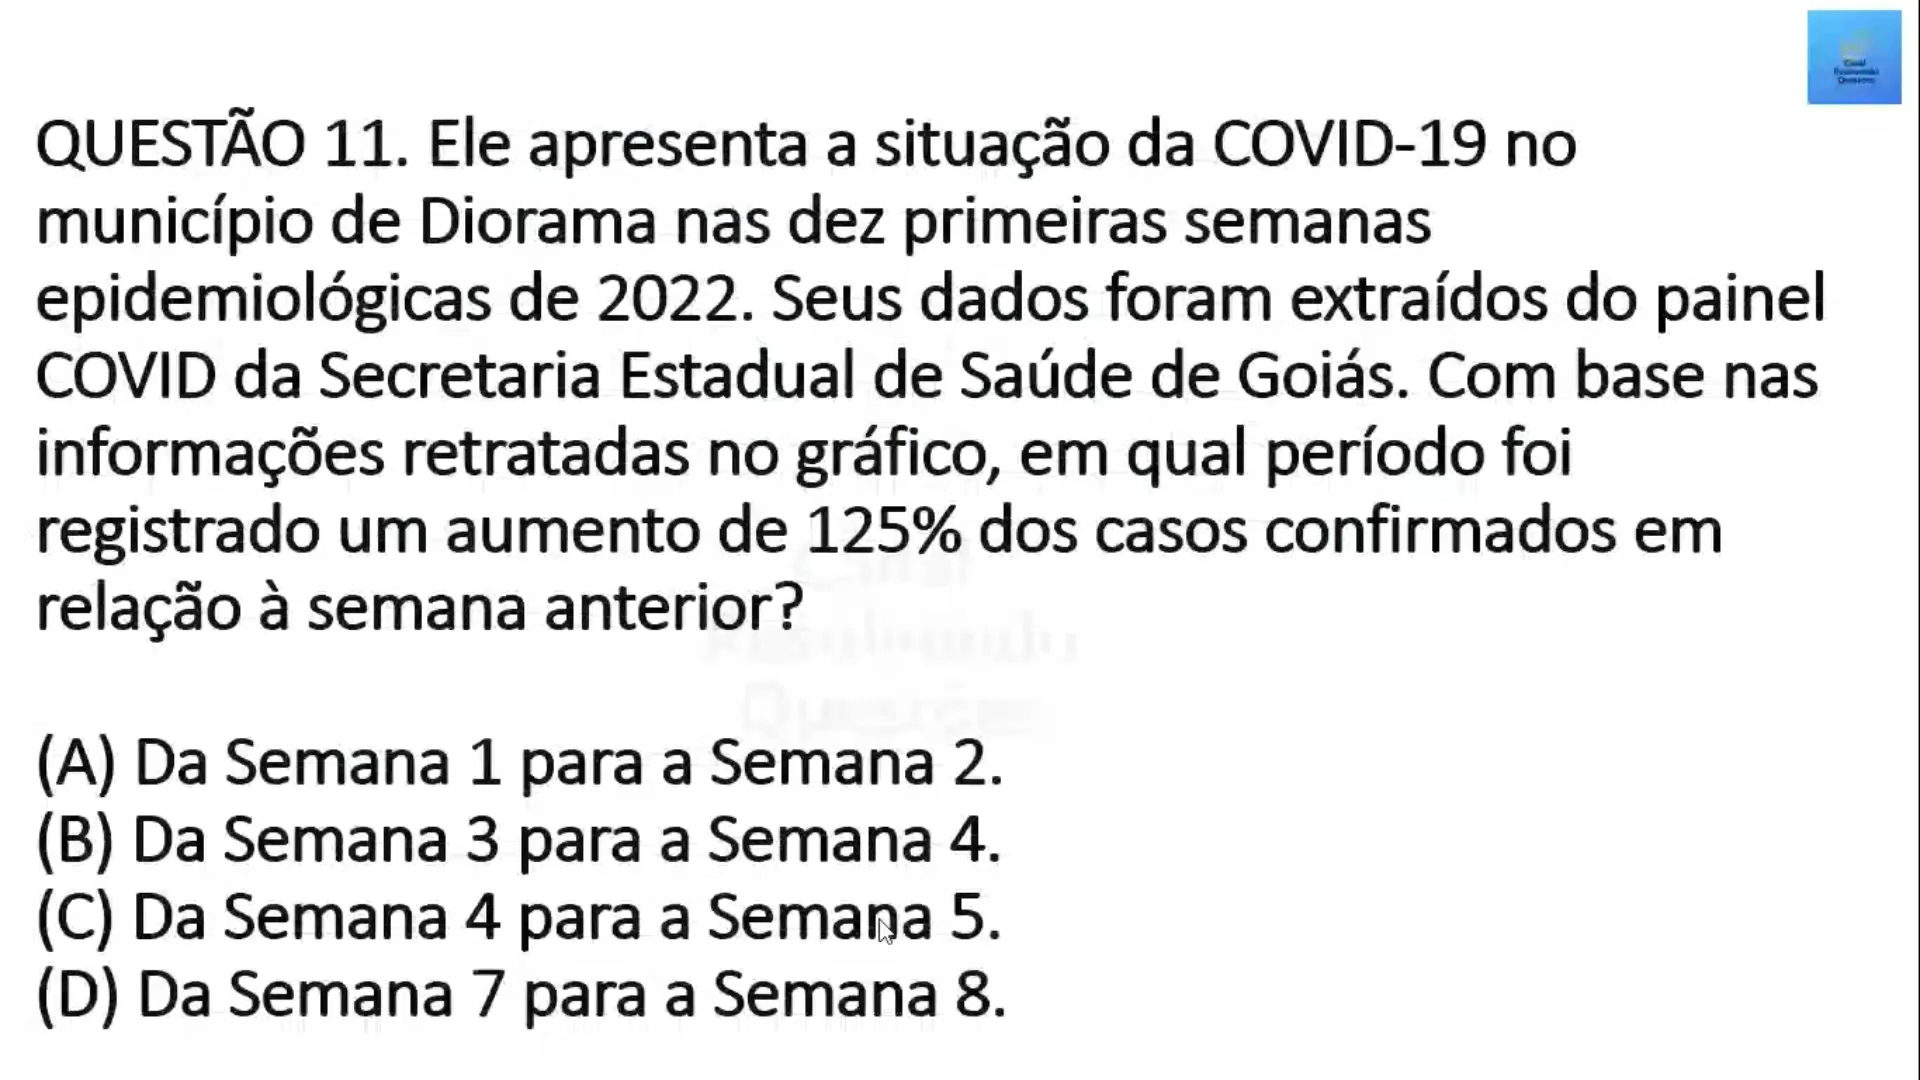 QUESTÃO 11. Ele apresenta a situação da COVID-19 no
município de Diorama nas dez primeiras semanas
epidemiológicas de 2022. Seus dados foram extraídos do painel
COVID da Secretaria Estadual de Saúde de Goiás. Com base nas
informações retratadas no gráfico, em qual período foi
registrado um aumento de 125% dos casos confirmados em
relação à semana anterior?
(A) Da Semana 1 para a Semana 2.
(B) Da Semana 3 para a Semana 4.
(C) Da Semana 4 para a Semana 5.
(D) Da Semana 7 para a Semana 8.
Canal
Resolvendo
Questões